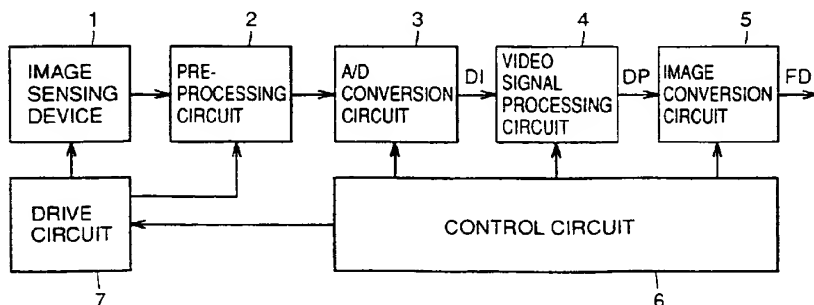 1
2
3
4
5
IMAGE
SENSING
DEVICE
PRE-
PROCESSING
CIRCUIT
A/D
CONVERSION
CIRCUIT
DI
VIDEO
SIGNAL
PROCESSING
CIRCUIT
DP
IMAGE
CONVERSION
CIRCUIT
FD
DRIVE
CIRCUIT
CONTROL CIRCUIT
7
6